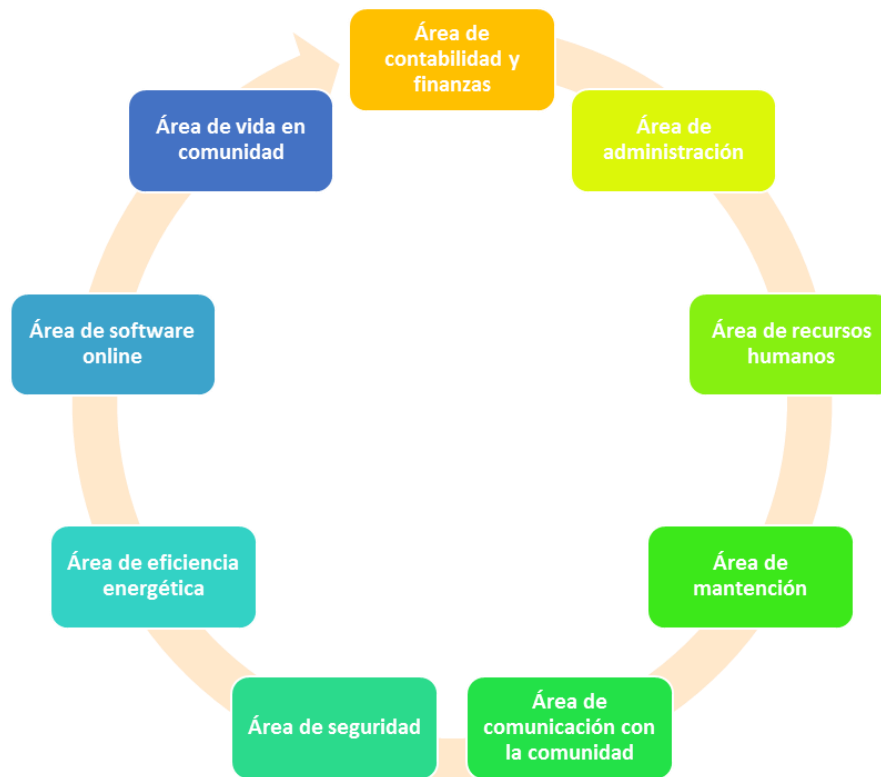 Área de
contabilidad y
finanzas
Área de
administración
Área de recursos
humanos
Área de
mantención
Área de
comunicación con
la comunidad
Área de seguridad
Área de eficiencia
energética
Área de software
online
Área de vida en
comunidad